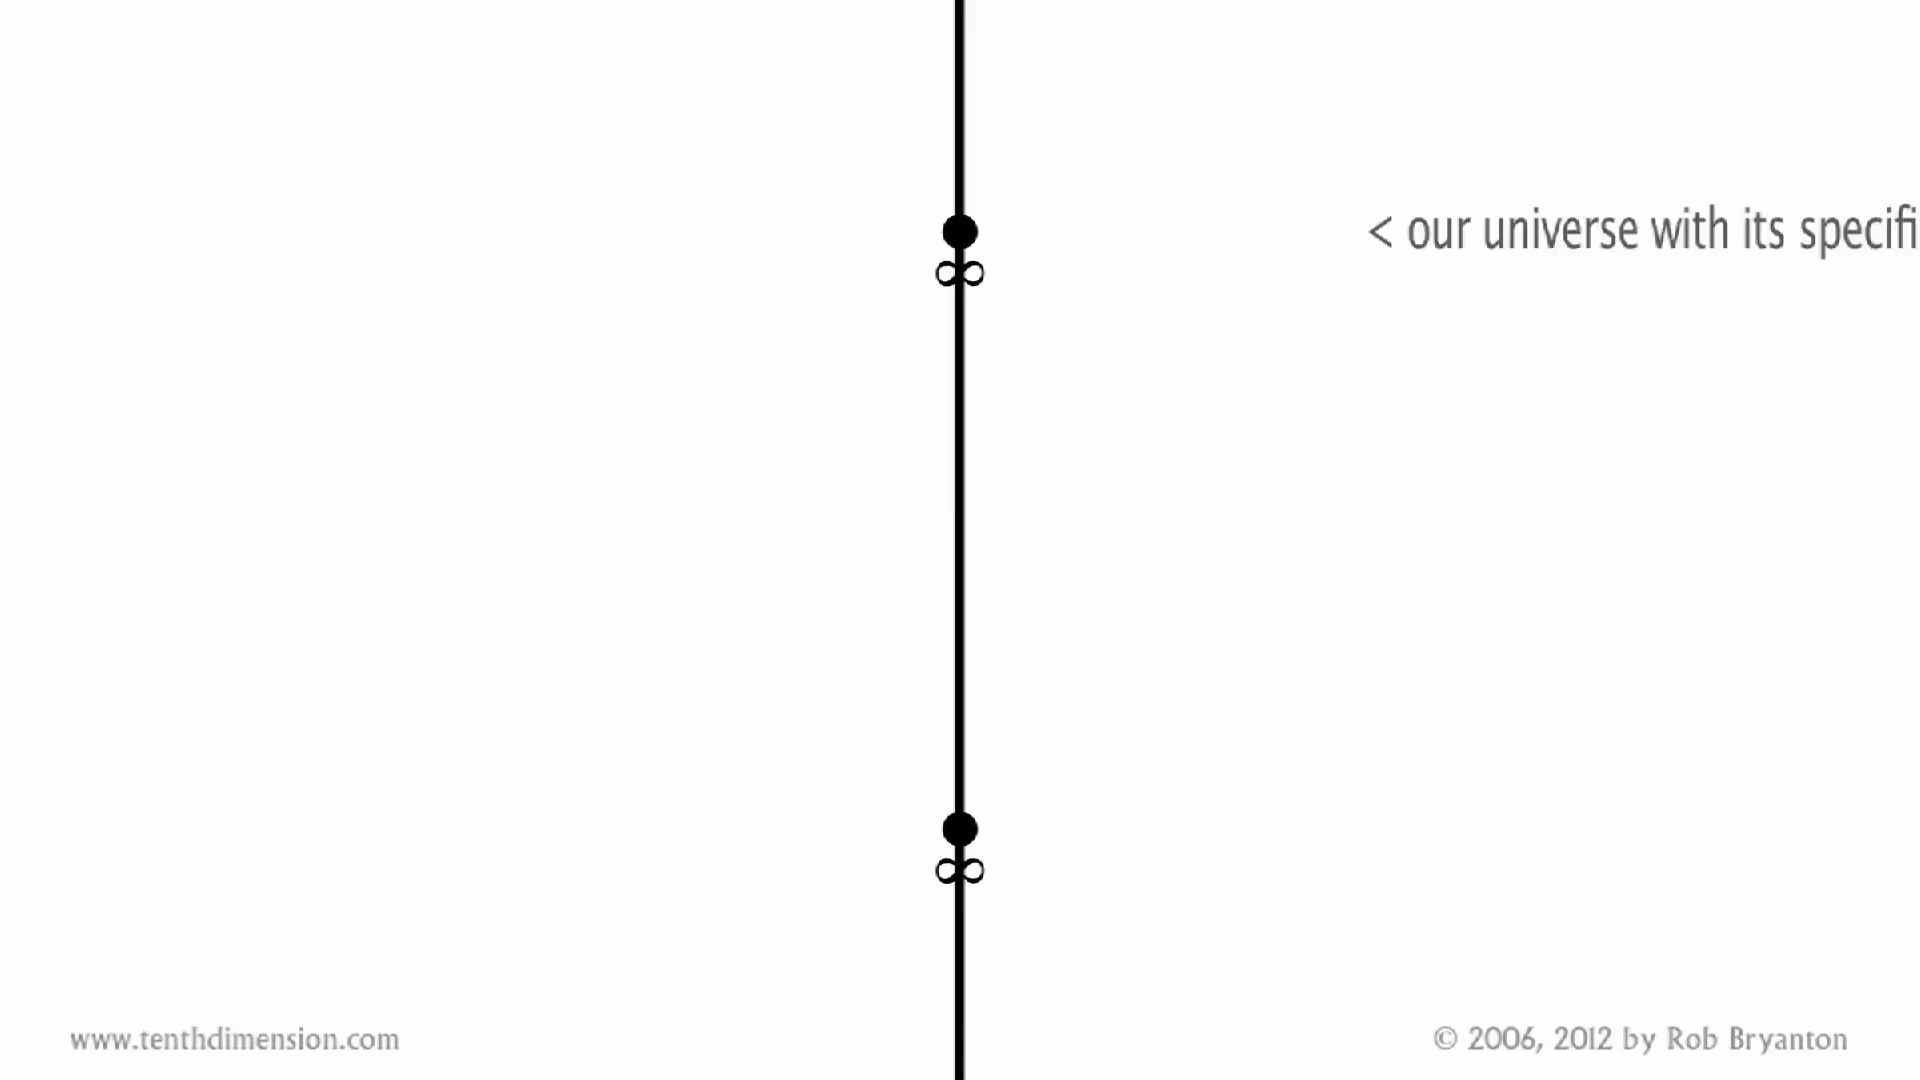 < our universe with its specifi
∞
∞
www.tenthdimension.com
© 2006, 2012 by Rob Bryanton